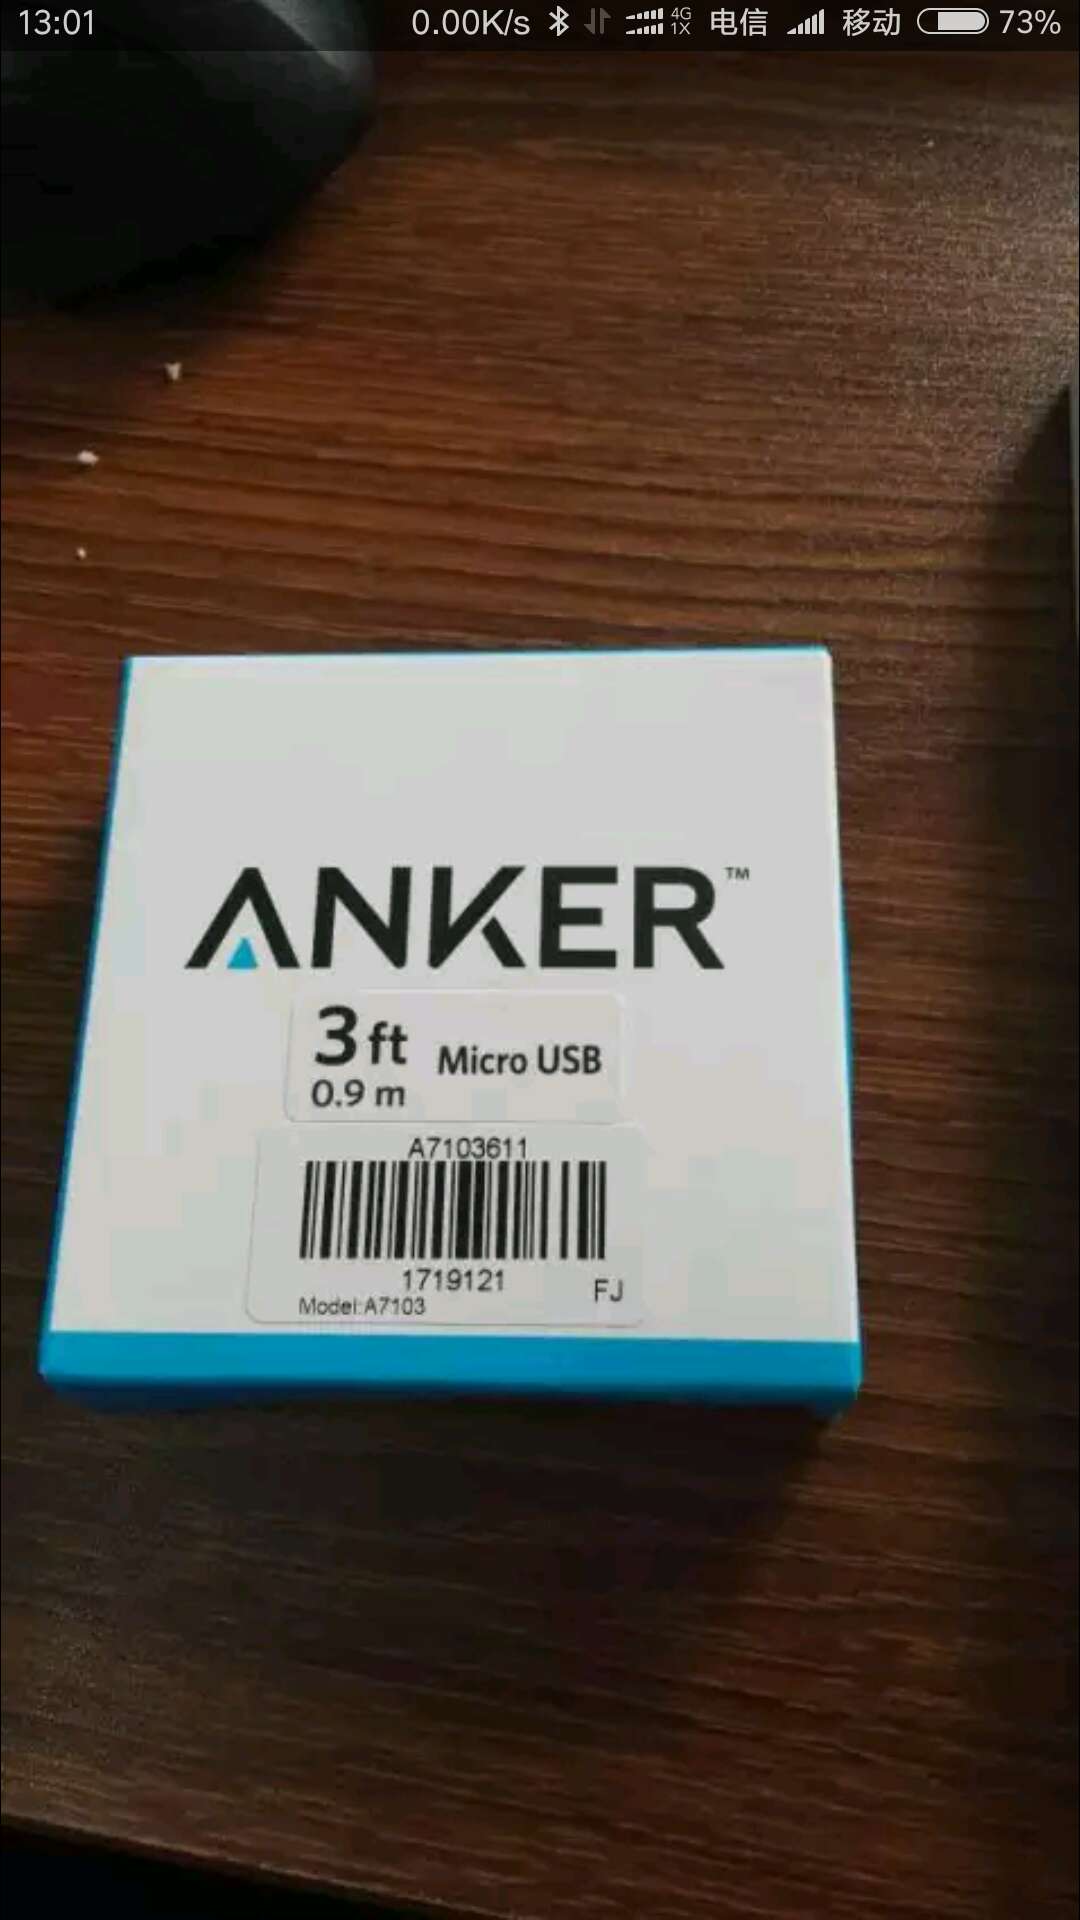 13:01 0.00K/s 4G 1X 电信 移动 73%
ANKER™
3 ft Micro USB
0.9 m
A7103611
1719121
FJ
Model:A7103